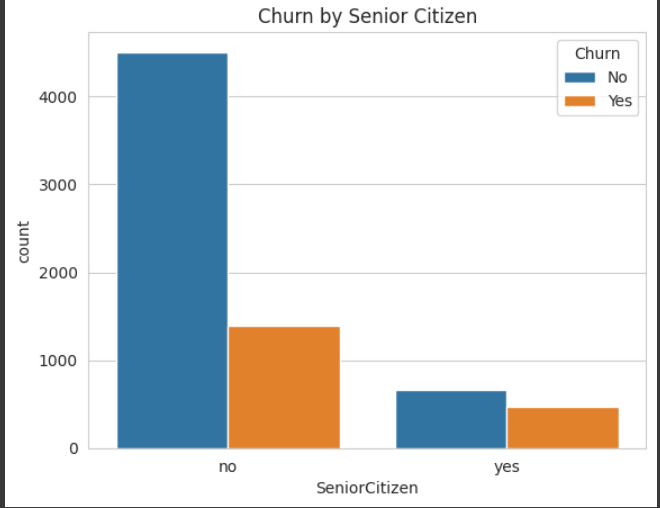 Churn by Senior Citizen
Churn
No
Yes
4000
3000
2000
1000
0
count
no yes
SeniorCitizen